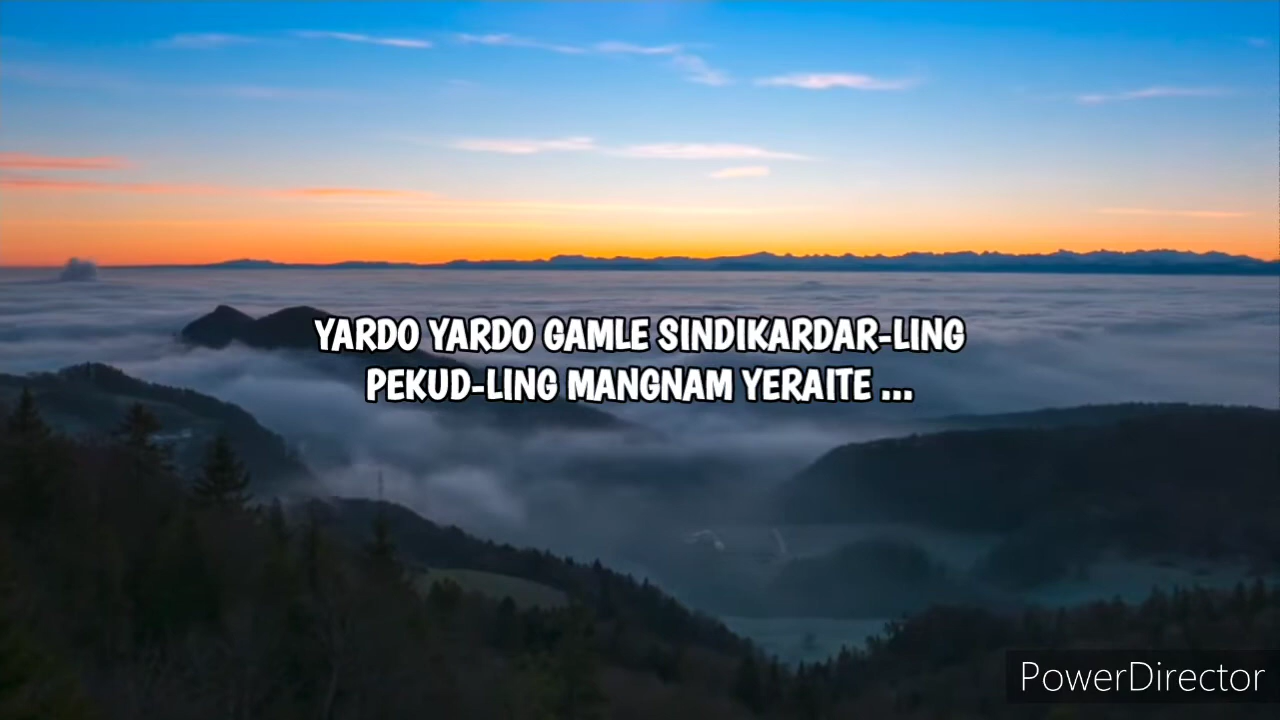 YARDO YARDO GAMLE SINDIKARDAR-LING
PEKUD-LING MANGNAM YERAITE ...
PowerDirector